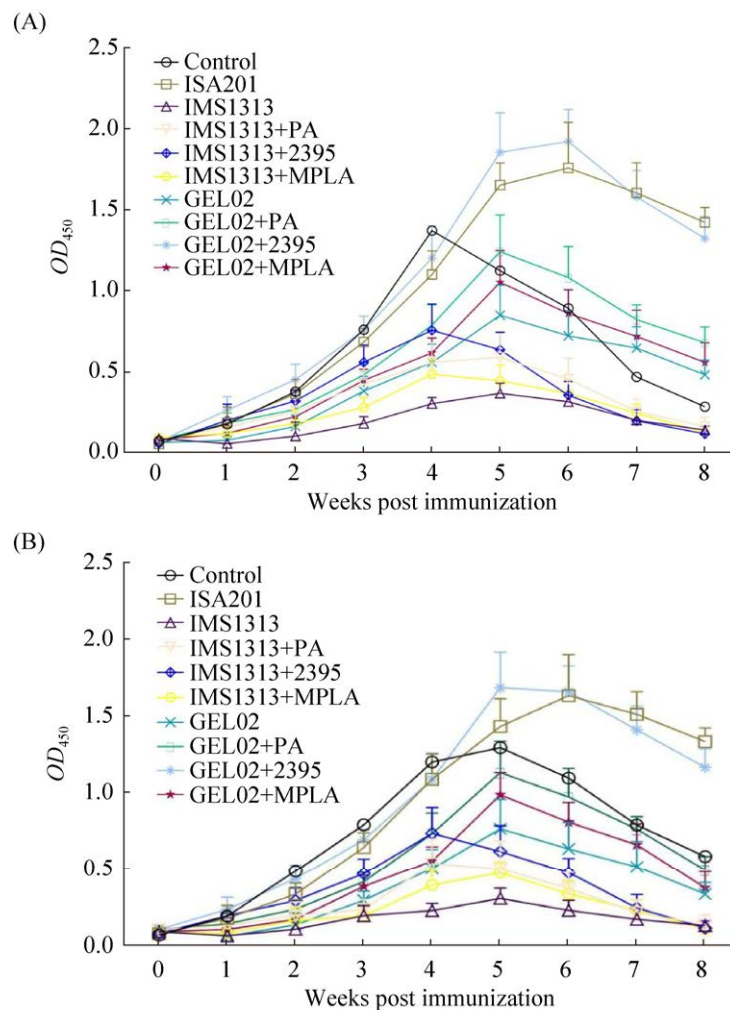 (A)
2.5
2.0
1.5
1.0
0.5
0.0
OD450
Control
ISA201
IMS1313
IMS1313+PA
IMS1313+2395
IMS1313+MPLA
GEL02
GEL02+PA
GEL02+2395
GEL02+MPLA
0 1 2 3 4 5 6 7 8
Weeks post immunization
(B)
2.5
2.0
1.5
1.0
0.5
0.0
OD450
Control
ISA201
IMS1313
IMS1313+PA
IMS1313+2395
IMS1313+MPLA
GEL02
GEL02+PA
GEL02+2395
GEL02+MPLA
0 1 2 3 4 5 6 7 8
Weeks post immunization